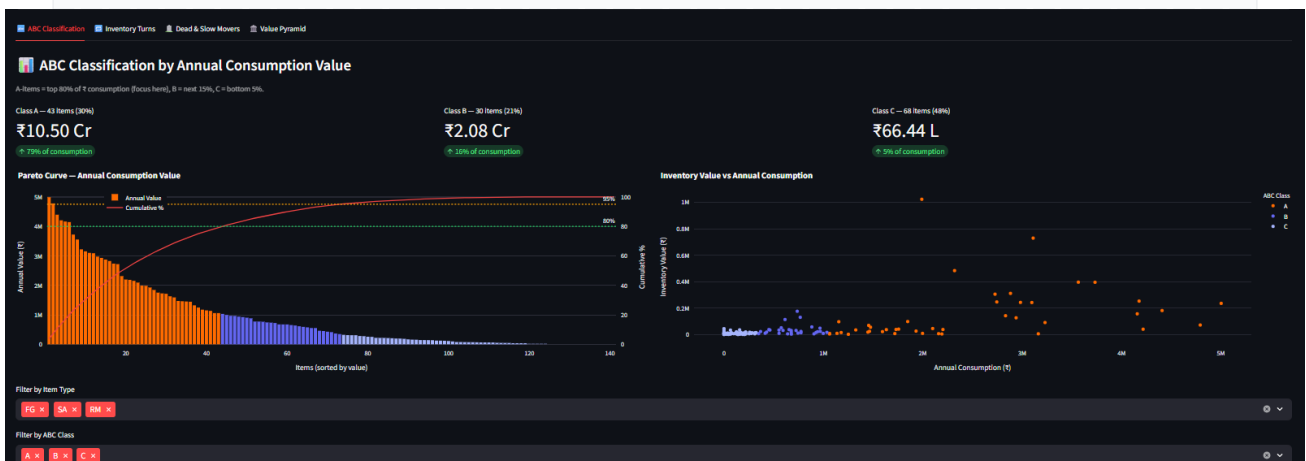 ABC Classification Inventory Turns Dead & Slow Movers Value Pyramid
ABC Classification by Annual Consumption Value
A-items = top 80% of ₹ consumption (focus here), B = next 15%, C = bottom 5%.
Class A — 43 items (30%)
₹10.50 Cr
↑ 79% of consumption
Class B — 30 items (21%)
₹2.08 Cr
↑ 16% of consumption
Class C — 68 items (48%)
₹66.44 L
↑ 5% of consumption
Pareto Curve — Annual Consumption Value
Annual Value
Cumulative %
95%
80%
5M
4M
3M
2M
1M
0
Annual Value (₹)
100
80
60
40
20
0
Cumulative %
20 40 60 80 100 120 140
Items (sorted by value)
Inventory Value vs Annual Consumption
ABC Class
A
B
C
1M
0.8M
0.6M
0.4M
0.2M
0
Inventory Value (₹)
0 1M 2M 3M 4M 5M
Annual Consumption (₹)
Filter by Item Type
FG × SA × RM ×
Filter by ABC Class
A × B × C ×